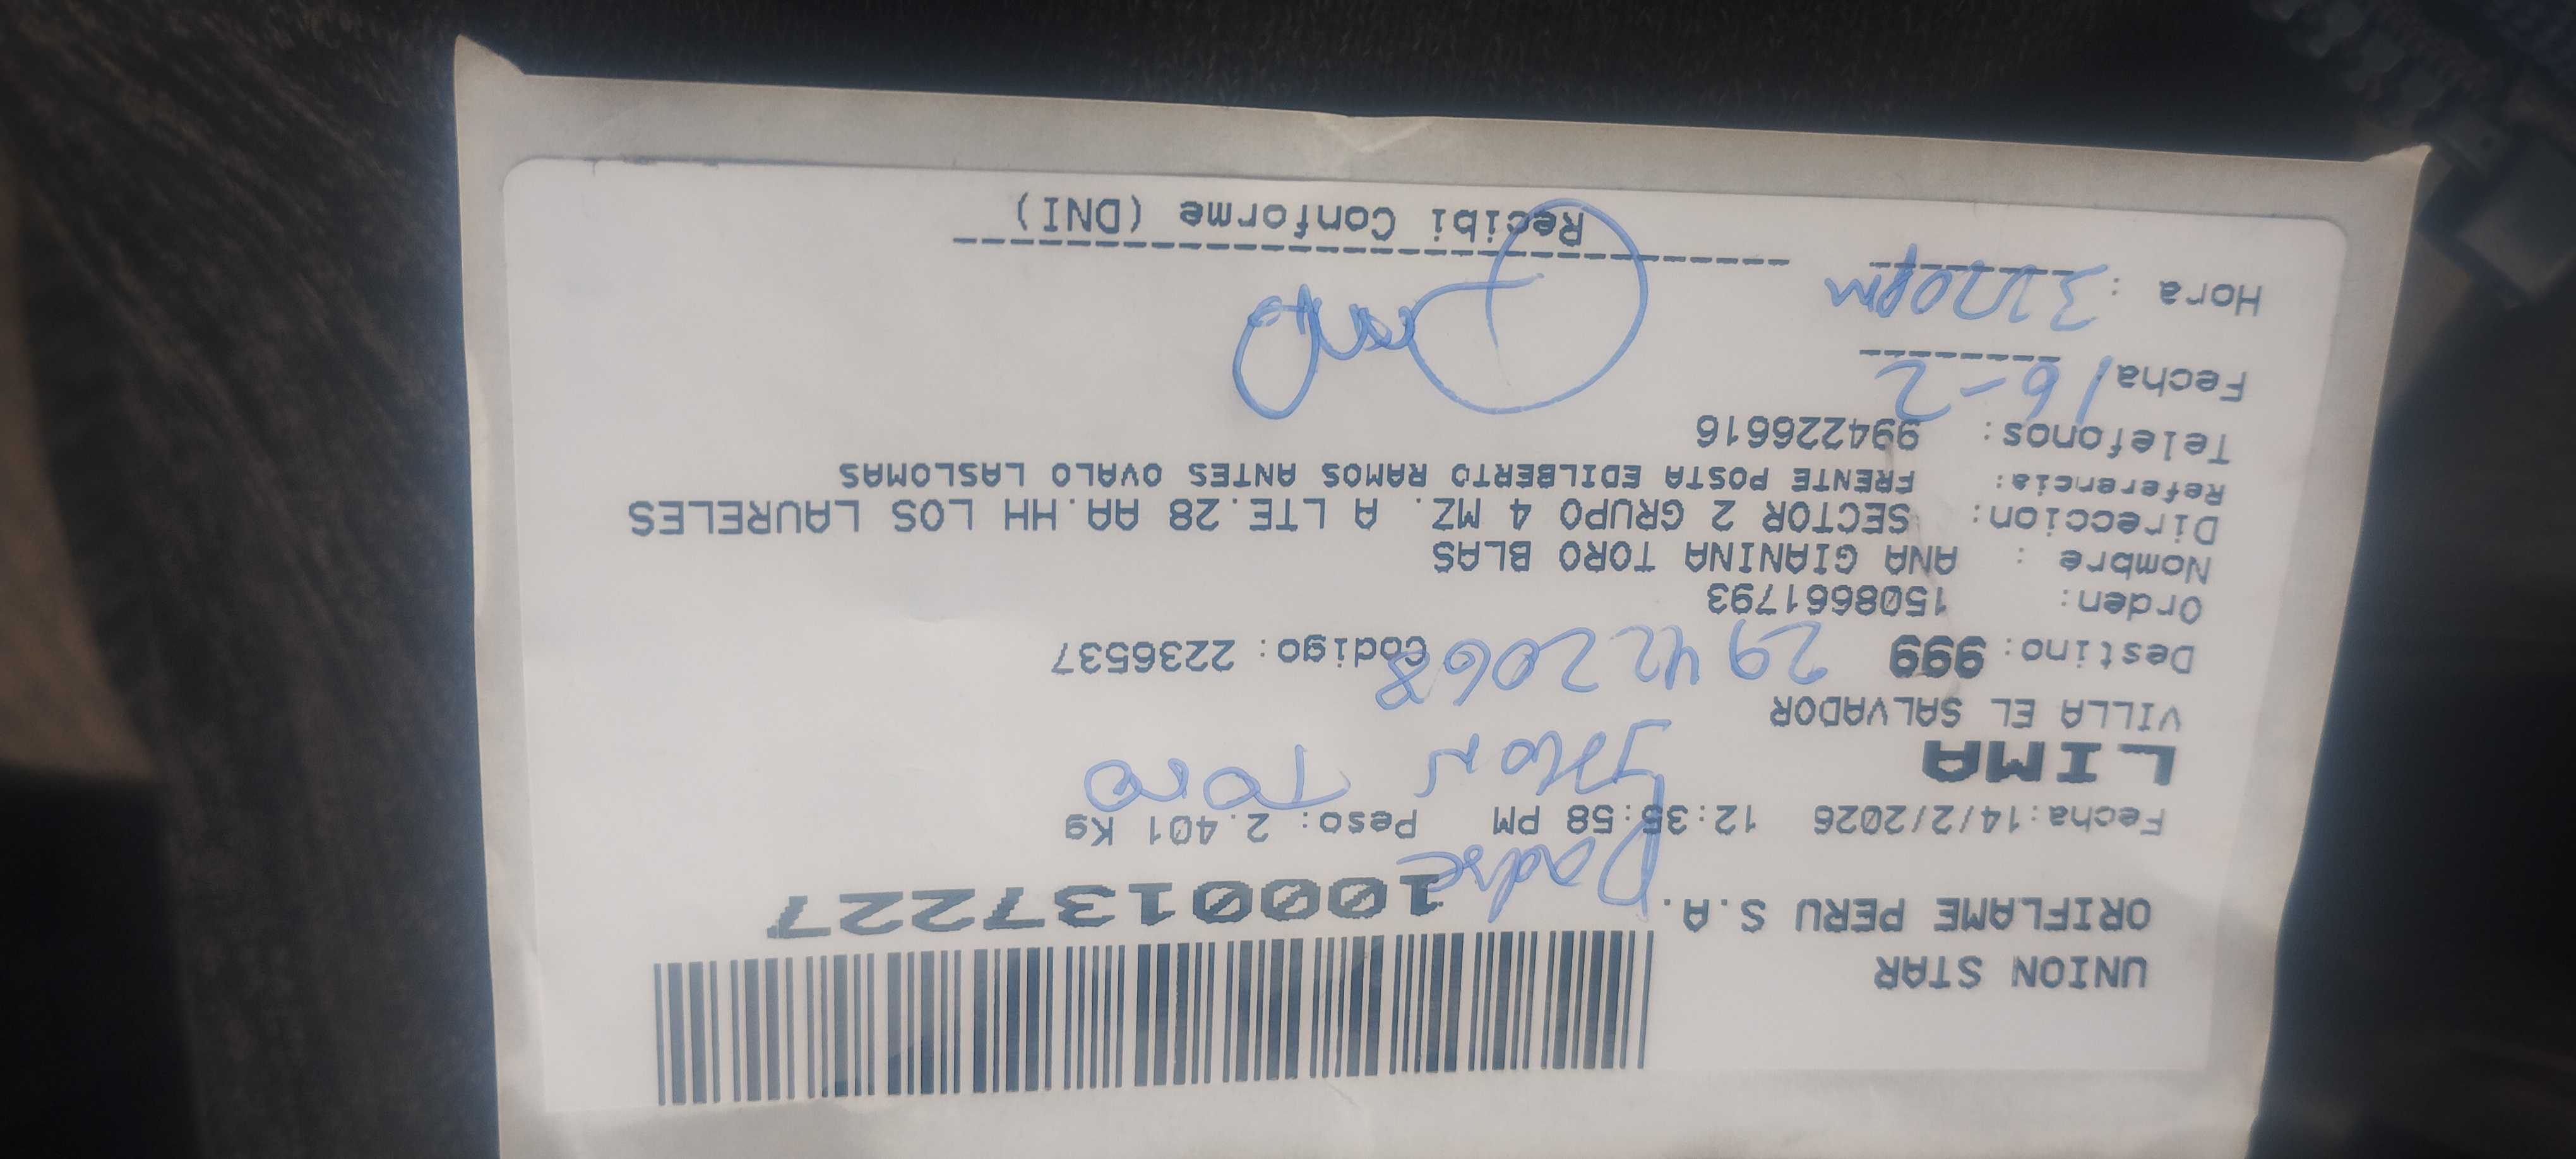 UNION STAR
ORIFLAME PERU S.A.
1000137227
Padre
Fecha:14/2/2026 12:35:58 PM Peso: 2.401 Kg
LIMA
Toro
VILLA EL SALVADOR
Destino: 999 Codigo: 2236537
29422068
Orden: 1508661793
Nombre : ANA GIANINA TORO BLAS
Direccion: SECTOR 2 GRUPO 4 MZ. A LTE.28 AA.HH LOS LAURELES
Referencia: FRENTE POSTA EDILBERTO RAMOS ANTES OVALO LASLOMAS
Telefonos: 994226616
Fecha 16-2
Hora : 3:20pm
Recibi Conforme (DNI)